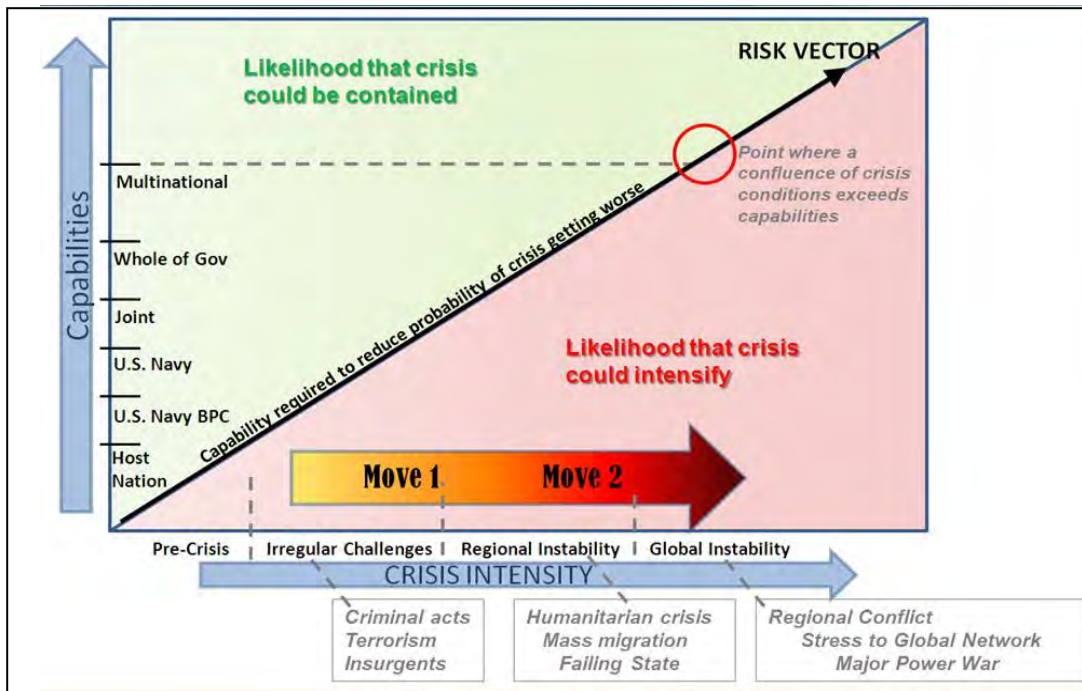 RISK VECTOR
Likelihood that crisis
could be contained
Point where a
confluence of crisis
conditions exceeds
capabilities
Capabilities
Multinational
Whole of Gov
Joint
U.S. Navy
U.S. Navy BPC
Host
Nation
Capability required to reduce probability of crisis getting worse
Likelihood that crisis
could intensify
Move 1
Move 2
Pre-Crisis
Irregular Challenges
Regional Instability
Global Instability
CRISIS INTENSITY
Criminal acts
Terrorism
Insurgents
Humanitarian crisis
Mass migration
Failing State
Regional Conflict
Stress to Global Network
Major Power War